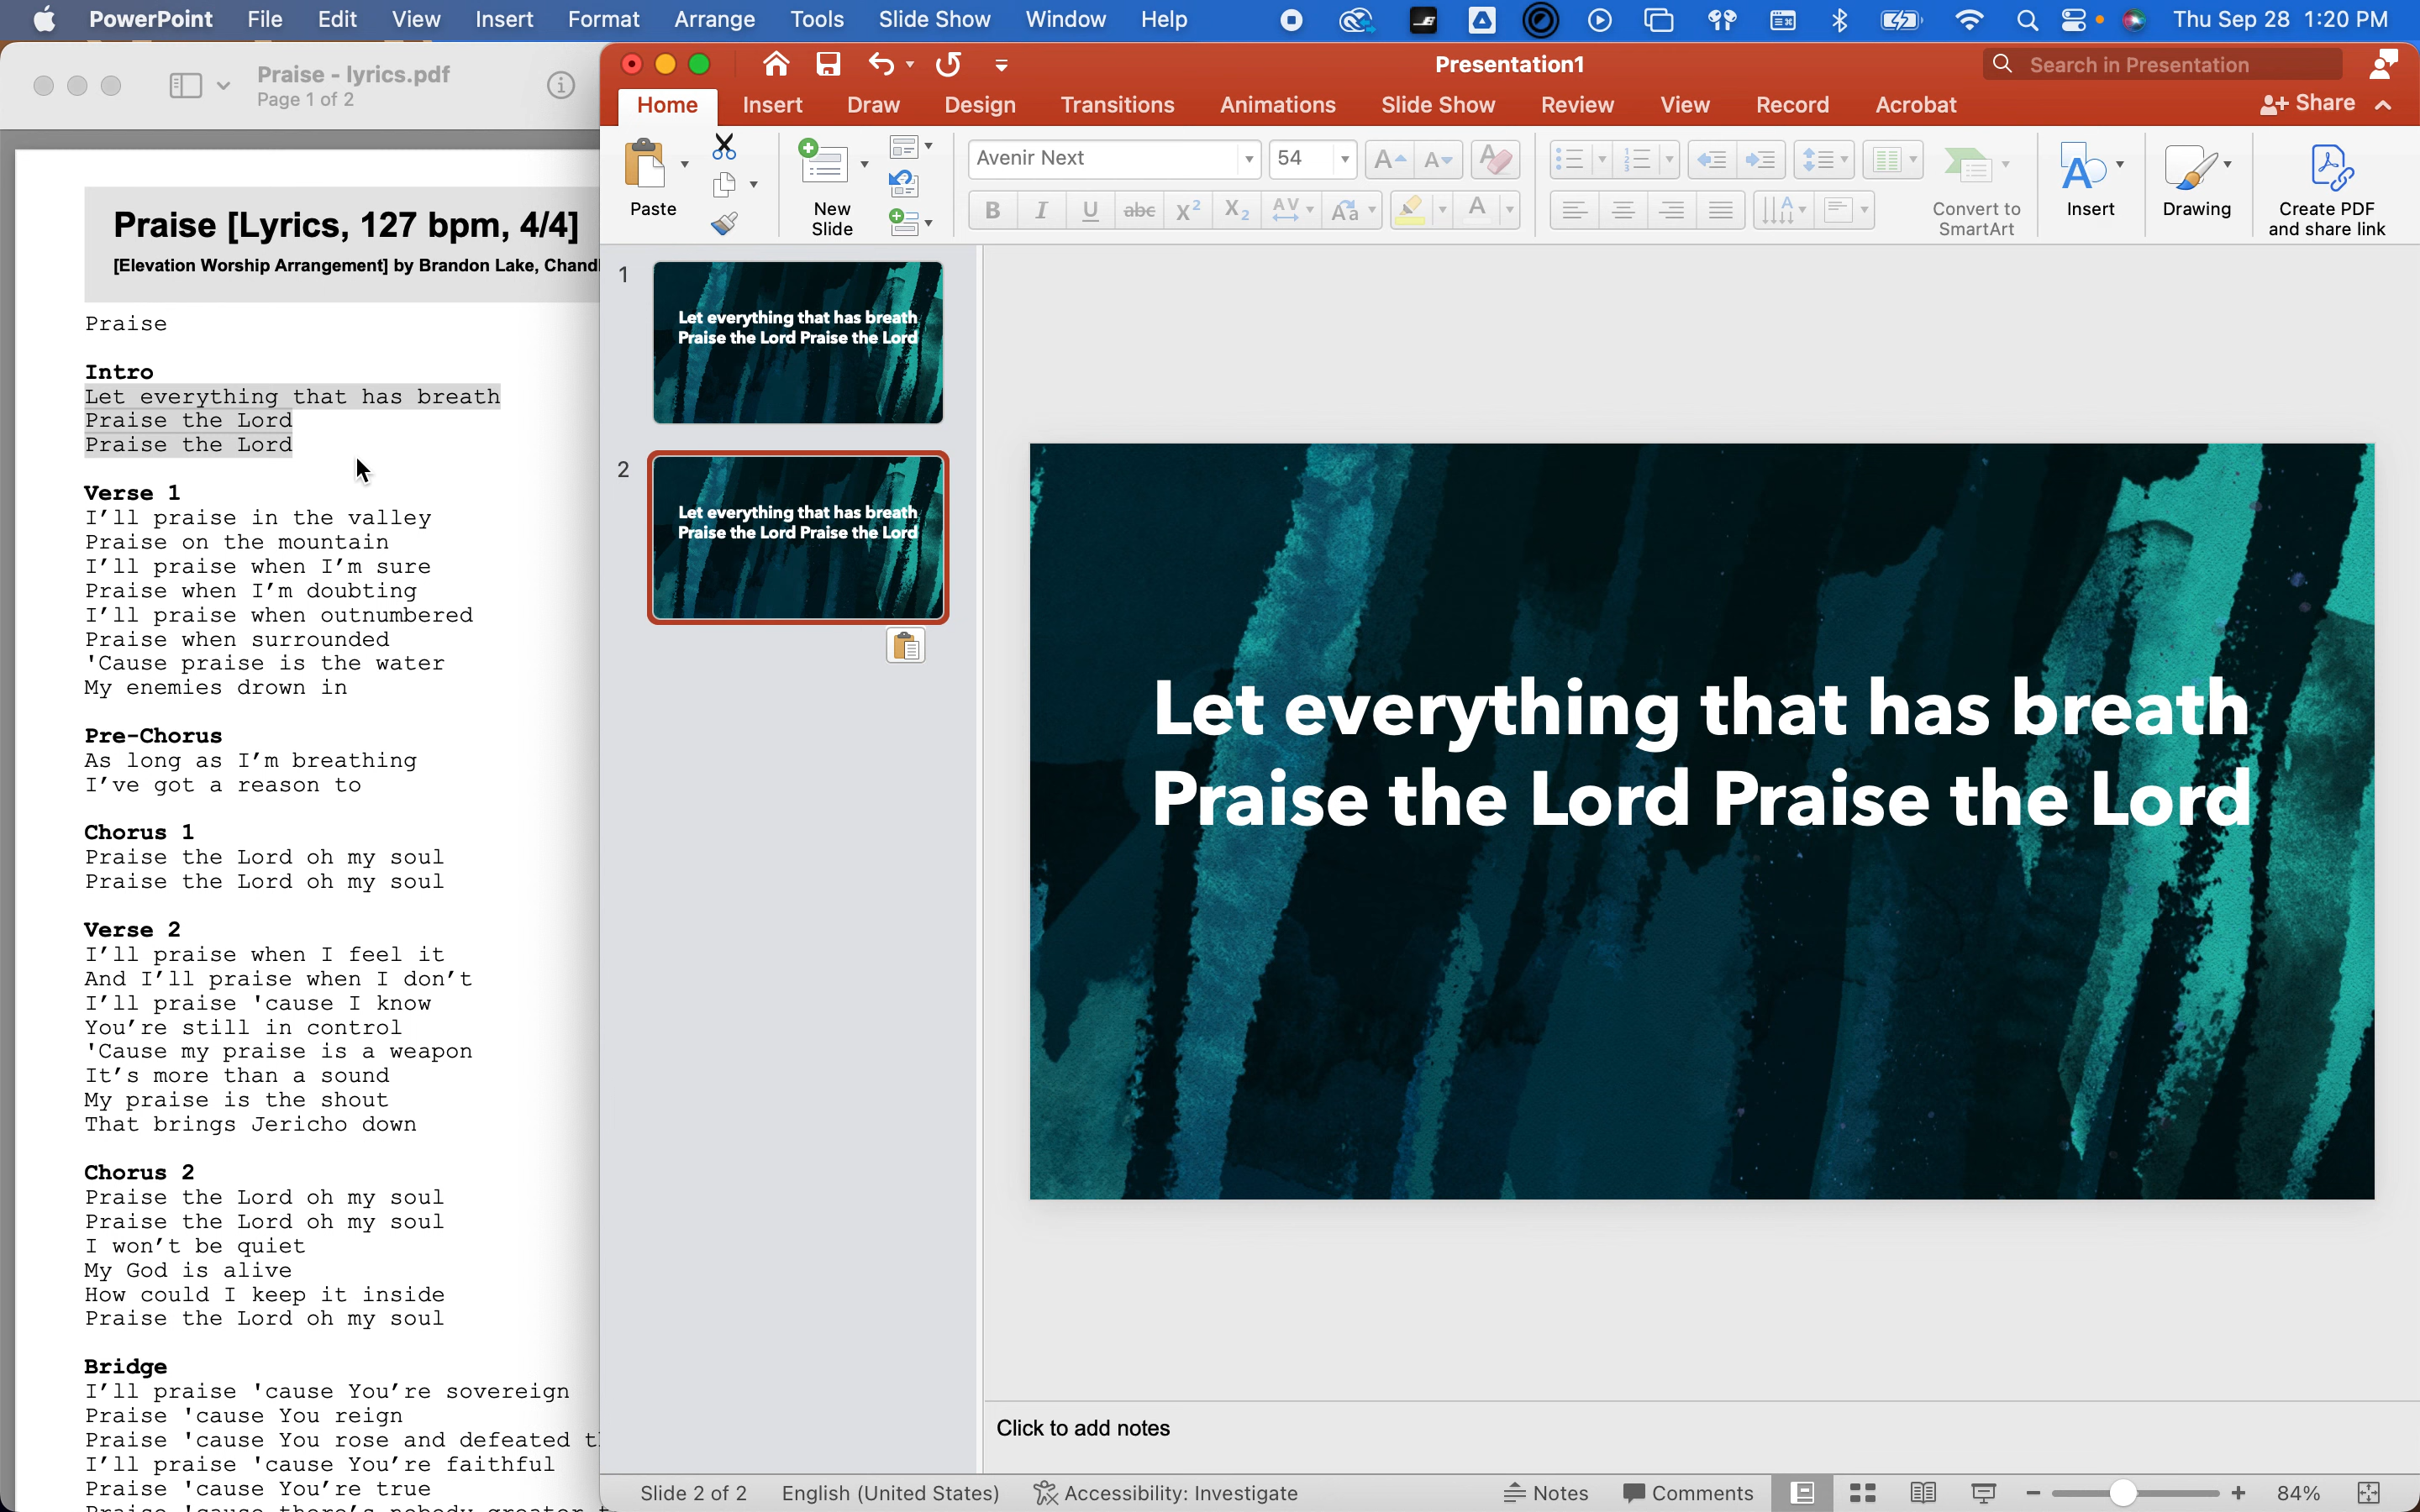 PowerPoint File Edit View Insert Format Arrange Tools Slide Show Window Help Thu Sep 28 1:20 PM
Praise - lyrics.pdf
Page 1 of 2
Praise [Lyrics, 127 bpm, 4/4]
[Elevation Worship Arrangement] by Brandon Lake,
Praise
Intro
Let everything that has breath
Praise the Lord
Praise the Lord
Verse 1
I’ll praise in the valley
Praise on the mountain
I’ll praise when I’m sure
Praise when I’m doubting
I’ll praise when outnumbered
Praise when surrounded
'Cause praise is the water
My enemies drown in
Pre-Chorus
As long as I’m breathing
I’ve got a reason to
Chorus 1
Praise the Lord oh my soul
Praise the Lord oh my soul
Verse 2
I’ll praise when I feel it
And I’ll praise when I don’t
I’ll praise 'cause I know
You’re still in control
'Cause my praise is a weapon
It’s more than a sound
My praise is the shout
That brings Jericho down
Chorus 2
Praise the Lord oh my soul
Praise the Lord oh my soul
I won’t be quiet
My God is alive
How could I keep it inside
Praise the Lord oh my soul
Bridge
I’ll praise 'cause You’re sovereign
Praise 'cause You reign
Praise 'cause You rose and defeated
I’ll praise 'cause You’re faithful
Praise 'cause You’re true
Presentation1
Search in Presentation
Home Insert Draw Design Transitions Animations Slide Show Review View Record Acrobat Share
Paste
New
Slide
Avenir Next 54
Convert to
SmartArt
Insert
Drawing
Create PDF
and share link
1
Let everything that has breath
Praise the Lord Praise the Lord
2
Let everything that has breath
Praise the Lord Praise the Lord
Let everything that has breath
Praise the Lord Praise the Lord
Click to add notes
Slide 2 of 2 English (United States) Accessibility: Investigate Notes Comments 84%